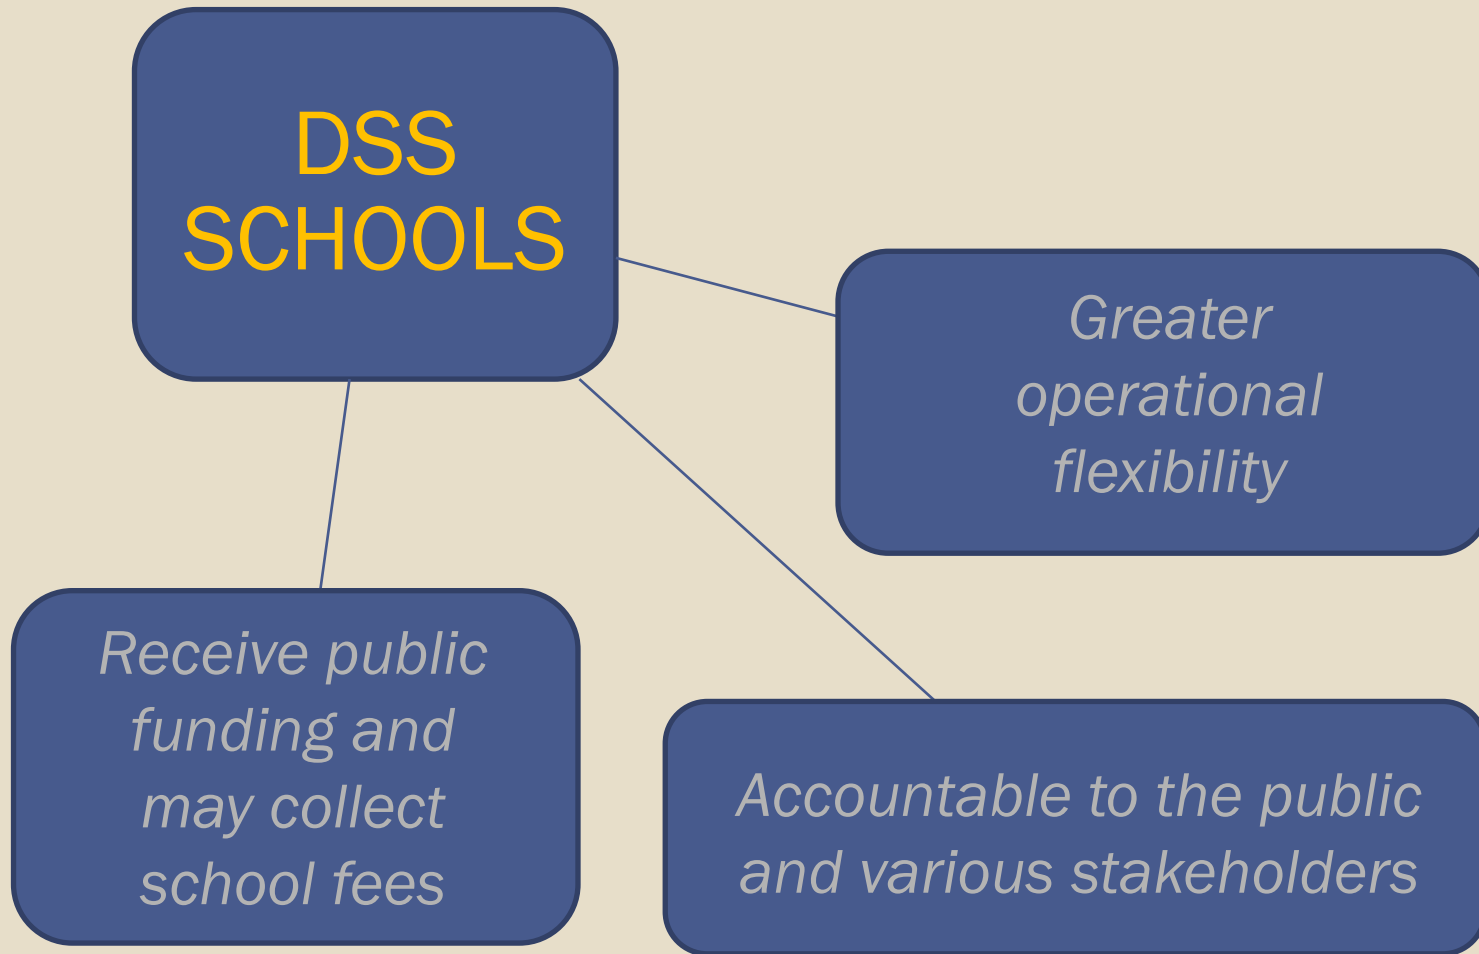 DSS
SCHOOLS
Greater
operational
flexibility
Receive public
funding and
may collect
school fees
Accountable to the public
and various stakeholders